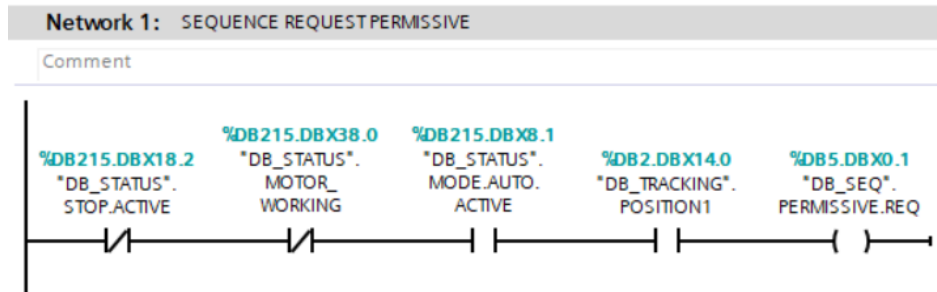 Network 1: SEQUENCE REQUEST PERMISSIVE
Comment
%DB215.DBX18.2
"DB_STATUS".
STOP.ACTIVE
%DB215.DBX38.0
"DB_STATUS".
MOTOR_
WORKING
%DB215.DBX8.1
"DB_STATUS".
MODE.AUTO.
ACTIVE
%DB2.DBX14.0
"DB_TRACKING".
POSITION1
%DB5.DBX0.1
"DB_SEQ".
PERMISSIVE.REQ